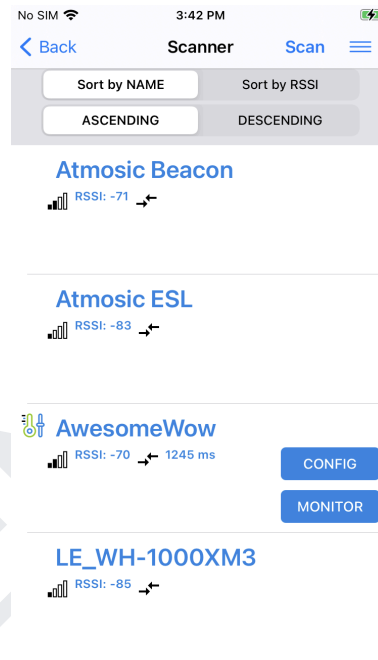 No SIM 3:42 PM
Back Scanner Scan
Sort by NAME Sort by RSSI
ASCENDING DESCENDING
Atmosic Beacon
RSSI: -71
Atmosic ESL
RSSI: -83
AwesomeWow
RSSI: -70 1245 ms
CONFIG
MONITOR
LE_WH-1000XM3
RSSI: -85